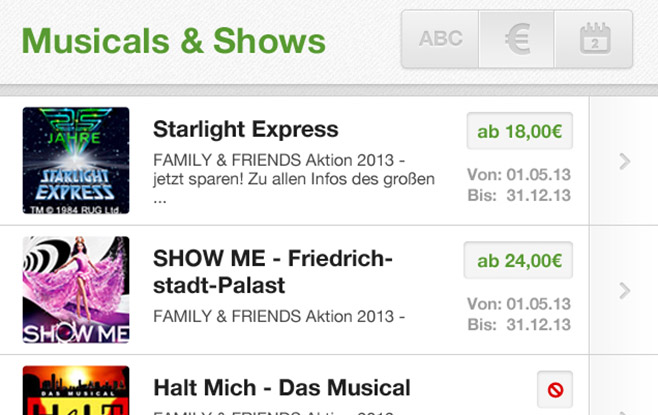 Musicals & Shows
ABC
€
2
JAHRE
STARLIGHT
EXPRESS
TM © 1984 RUG Ltd.
Starlight Express
FAMILY & FRIENDS Aktion 2013 -
jetzt sparen! Zu allen Infos des großen
...
ab 18,00€
Von: 01.05.13
Bis: 31.12.13
SHOW ME
SHOW ME - Friedrich-
stadt-Palast
FAMILY & FRIENDS Aktion 2013 -
ab 24,00€
Von: 01.05.13
Bis: 31.12.13
DAS MUSICAL
HALT
Halt Mich - Das Musical